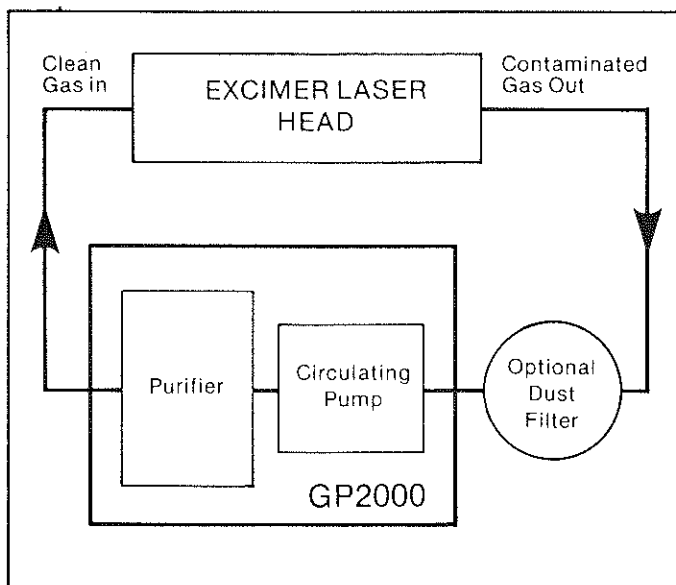 Clean
Gas in
EXCIMER LASER
HEAD
Contaminated
Gas Out
Purifier
Circulating
Pump
Optional
Dust
Filter
GP2000